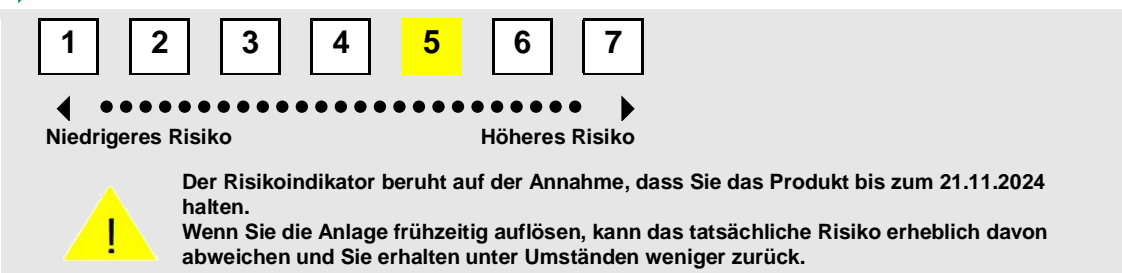 1 2 3 4 5 6 7
Niedrigeres Risiko Höheres Risiko
Der Risikoindikator beruht auf der Annahme, dass Sie das Produkt bis zum 21.11.2024
halten.
Wenn Sie die Anlage frühzeitig auflösen, kann das tatsächliche Risiko erheblich davon
abweichen und Sie erhalten unter Umständen weniger zurück.
!